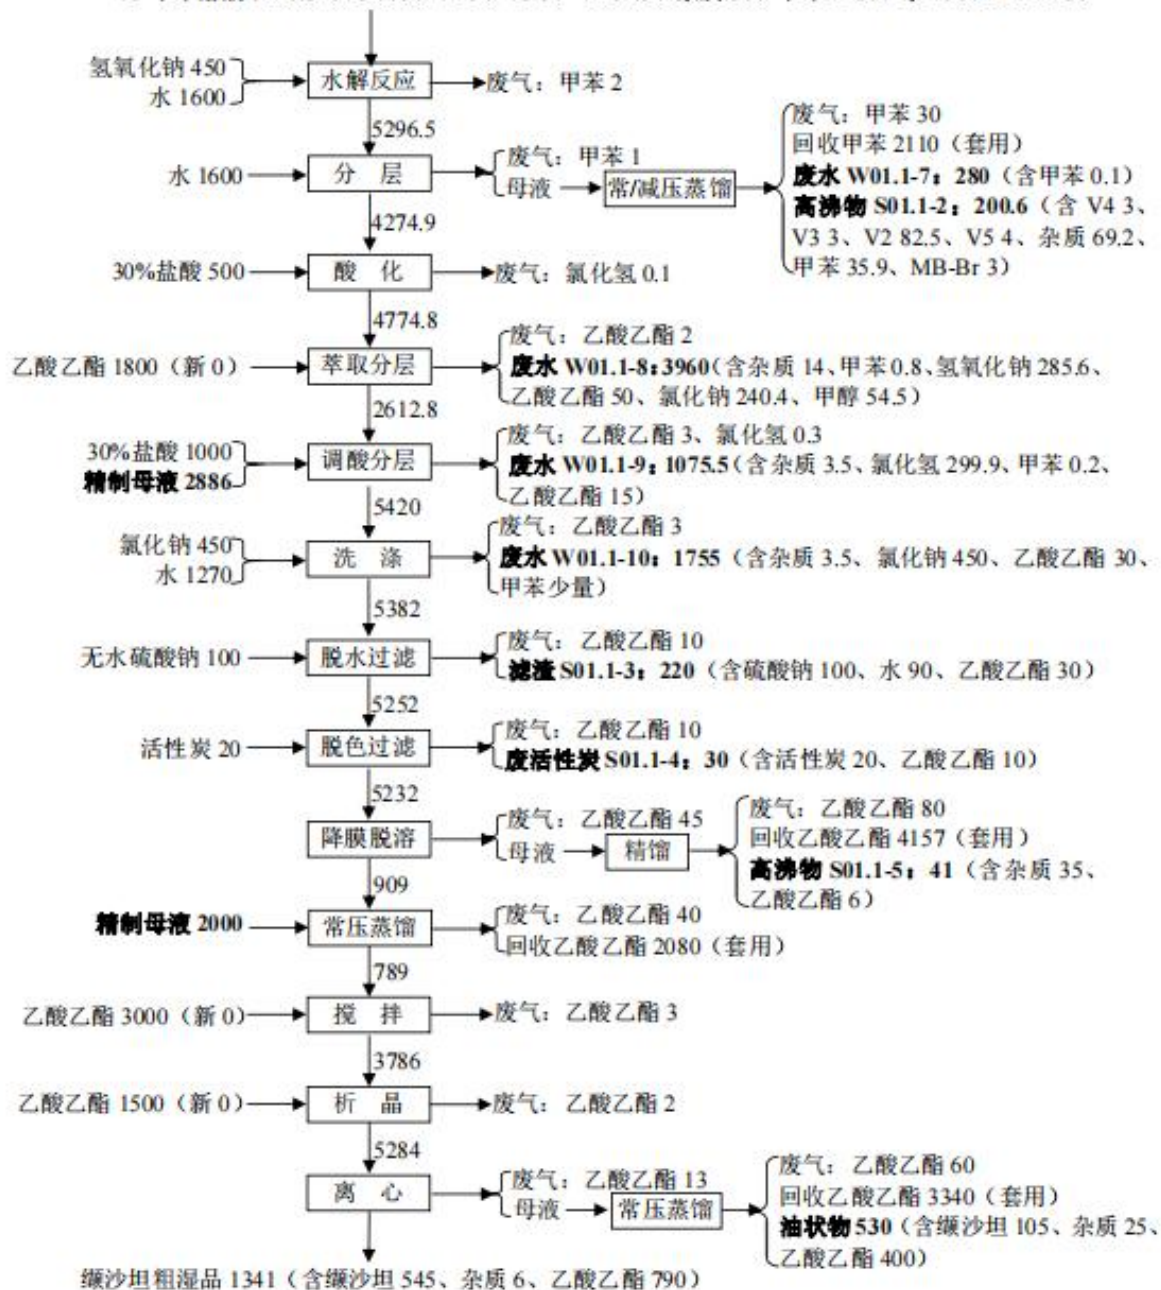 氢氧化钠 450
水 1600
水解反应
废气：甲苯 2
5296.5
水 1600
分 层
废气：甲苯 1
母液
常/减压蒸馏
废气：甲苯 30
回收甲苯 2110（套用）
废水 W01.1-7：280（含甲苯 0.1）
高沸物 S01.1-2：200.6（含 V4 3、
V3 3、V2 82.5、V5 4、杂质 69.2、
甲苯 35.9、MB-Br 3）
4274.9
30%盐酸 500
酸 化
废气：氯化氢 0.1
4774.8
乙酸乙酯 1800（新 0）
萃取分层
废气：乙酸乙酯 2
废水 W01.1-8：3960（含杂质 14、甲苯 0.8、氢氧化钠 285.6、
乙酸乙酯 50、氯化钠 240.4、甲醇 54.5）
2612.8
30%盐酸 1000
精制母液 2886
调酸分层
废气：乙酸乙酯 3、氯化氢 0.3
废水 W01.1-9：1075.5（含杂质 3.5、氯化氢 299.9、甲苯 0.2、
乙酸乙酯 15）
5420
氯化钠 450
水 1270
洗 涤
废气：乙酸乙酯 3
废水 W01.1-10：1755（含杂质 3.5、氯化钠 450、乙酸乙酯 30、
甲苯少量）
5382
无水硫酸钠 100
脱水过滤
废气：乙酸乙酯 10
滤渣 S01.1-3：220（含硫酸钠 100、水 90、乙酸乙酯 30）
5252
活性炭 20
脱色过滤
废气：乙酸乙酯 10
废活性炭 S01.1-4：30（含活性炭 20、乙酸乙酯 10）
5232
降膜脱溶
废气：乙酸乙酯 45
母液
精馏
废气：乙酸乙酯 80
回收乙酸乙酯 4157（套用）
高沸物 S01.1-5：41（含杂质 35、
乙酸乙酯 6）
909
精制母液 2000
常压蒸馏
废气：乙酸乙酯 40
回收乙酸乙酯 2080（套用）
789
乙酸乙酯 3000（新 0）
搅 拌
废气：乙酸乙酯 3
3786
乙酸乙酯 1500（新 0）
析 晶
废气：乙酸乙酯 2
5284
离 心
废气：乙酸乙酯 13
母液
常压蒸馏
废气：乙酸乙酯 60
回收乙酸乙酯 3340（套用）
油状物 530（含缬沙坦 105、杂质 25、
乙酸乙酯 400）
缬沙坦粗湿品 1341（含缬沙坦 545、杂质 6、乙酸乙酯 790）